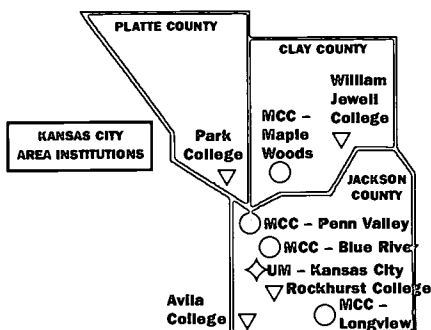 PLATTE COUNTY
CLAY COUNTY
William
Jewell
College
MCC –
Maple
Woods
KANSAS CITY
AREA INSTITUTIONS
Park
College
JACKSON
COUNTY
MCC – Penn Valley
MCC – Blue River
UM – Kansas City
Rockhurst College
Avila
College
MCC –
Longview